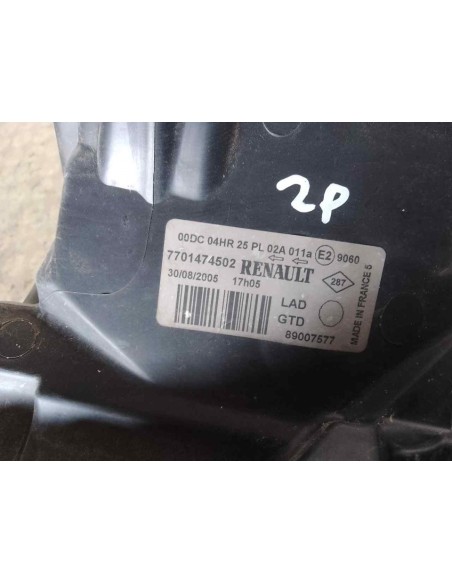 2P
00DC 04HR 25 PL 02A 011a E2 9060
7701474502 RENAULT
30/08/2005 17h05
287
LAD
GTD
89007577
MADE IN FRANCE 5